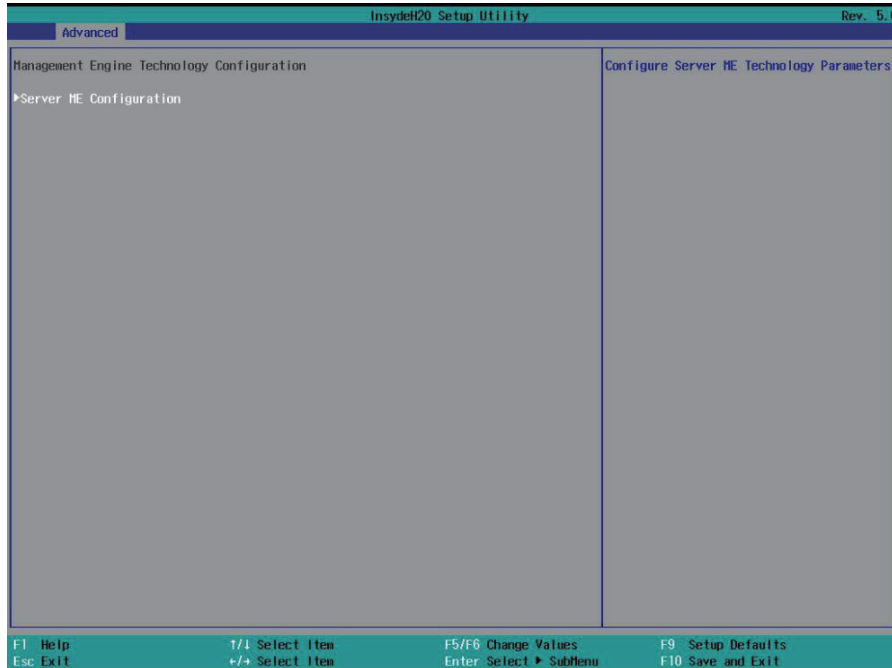 InsydeH20 Setup Utility Rev. 5.
Advanced
Management Engine Technology Configuration
Configure Server ME Technology Parameters
▶Server ME Configuration
F1 Help ↑/↓ Select Item F5/F6 Change Values F9 Setup Defaults
Esc Exit ←/→ Select Item Enter Select ▶ SubMenu F10 Save and Exit